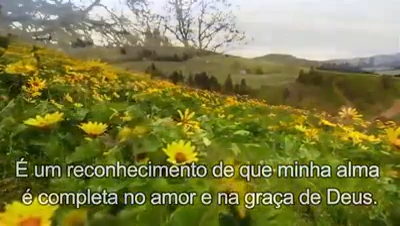 É um reconhecimento de que minha alma
é completa no amor e na graça de Deus.